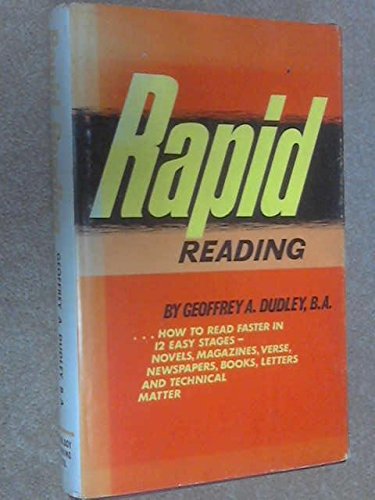 Rapid
READING
BY GEOFFREY A. DUDLEY, B.A.
...HOW TO READ FASTER IN
12 EASY STAGES –
NOVELS, MAGAZINES, VERSE,
NEWSPAPERS, BOOKS, LETTERS
AND TECHNICAL
MATTER
GEOFFREY A. DUDLEY, B.A.